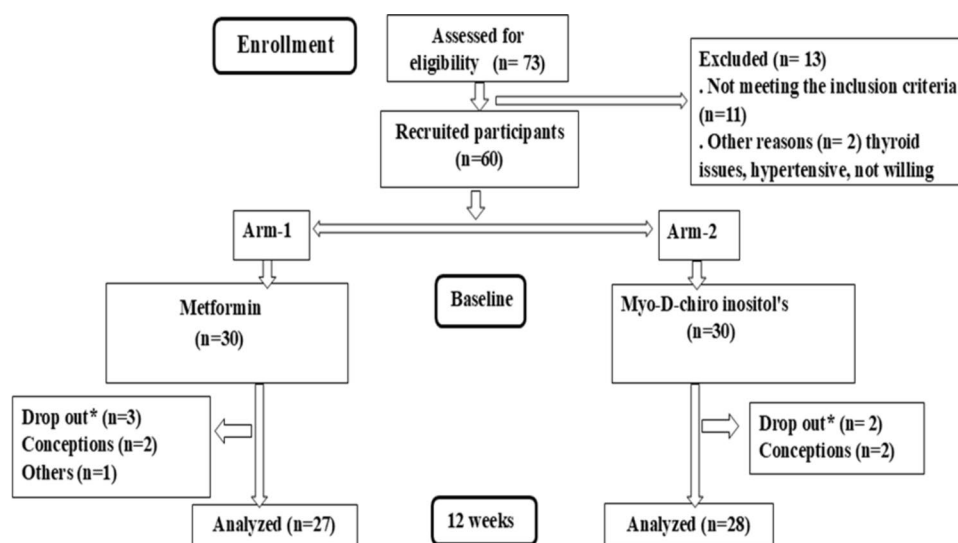 Enrollment
Assessed for
eligibility (n= 73)
Excluded (n= 13)
. Not meeting the inclusion criteria
(n=11)
. Other reasons (n= 2) thyroid
issues, hypertensive, not willing
Recruited participants
(n=60)
Arm-1
Arm-2
Baseline
Metformin
(n=30)
Myo-D-chiro inositol's
(n=30)
Drop out* (n=3)
Conceptions (n=2)
Others (n=1)
Drop out* (n= 2)
Conceptions (n=2)
Analyzed (n=27)
12 weeks
Analyzed (n=28)